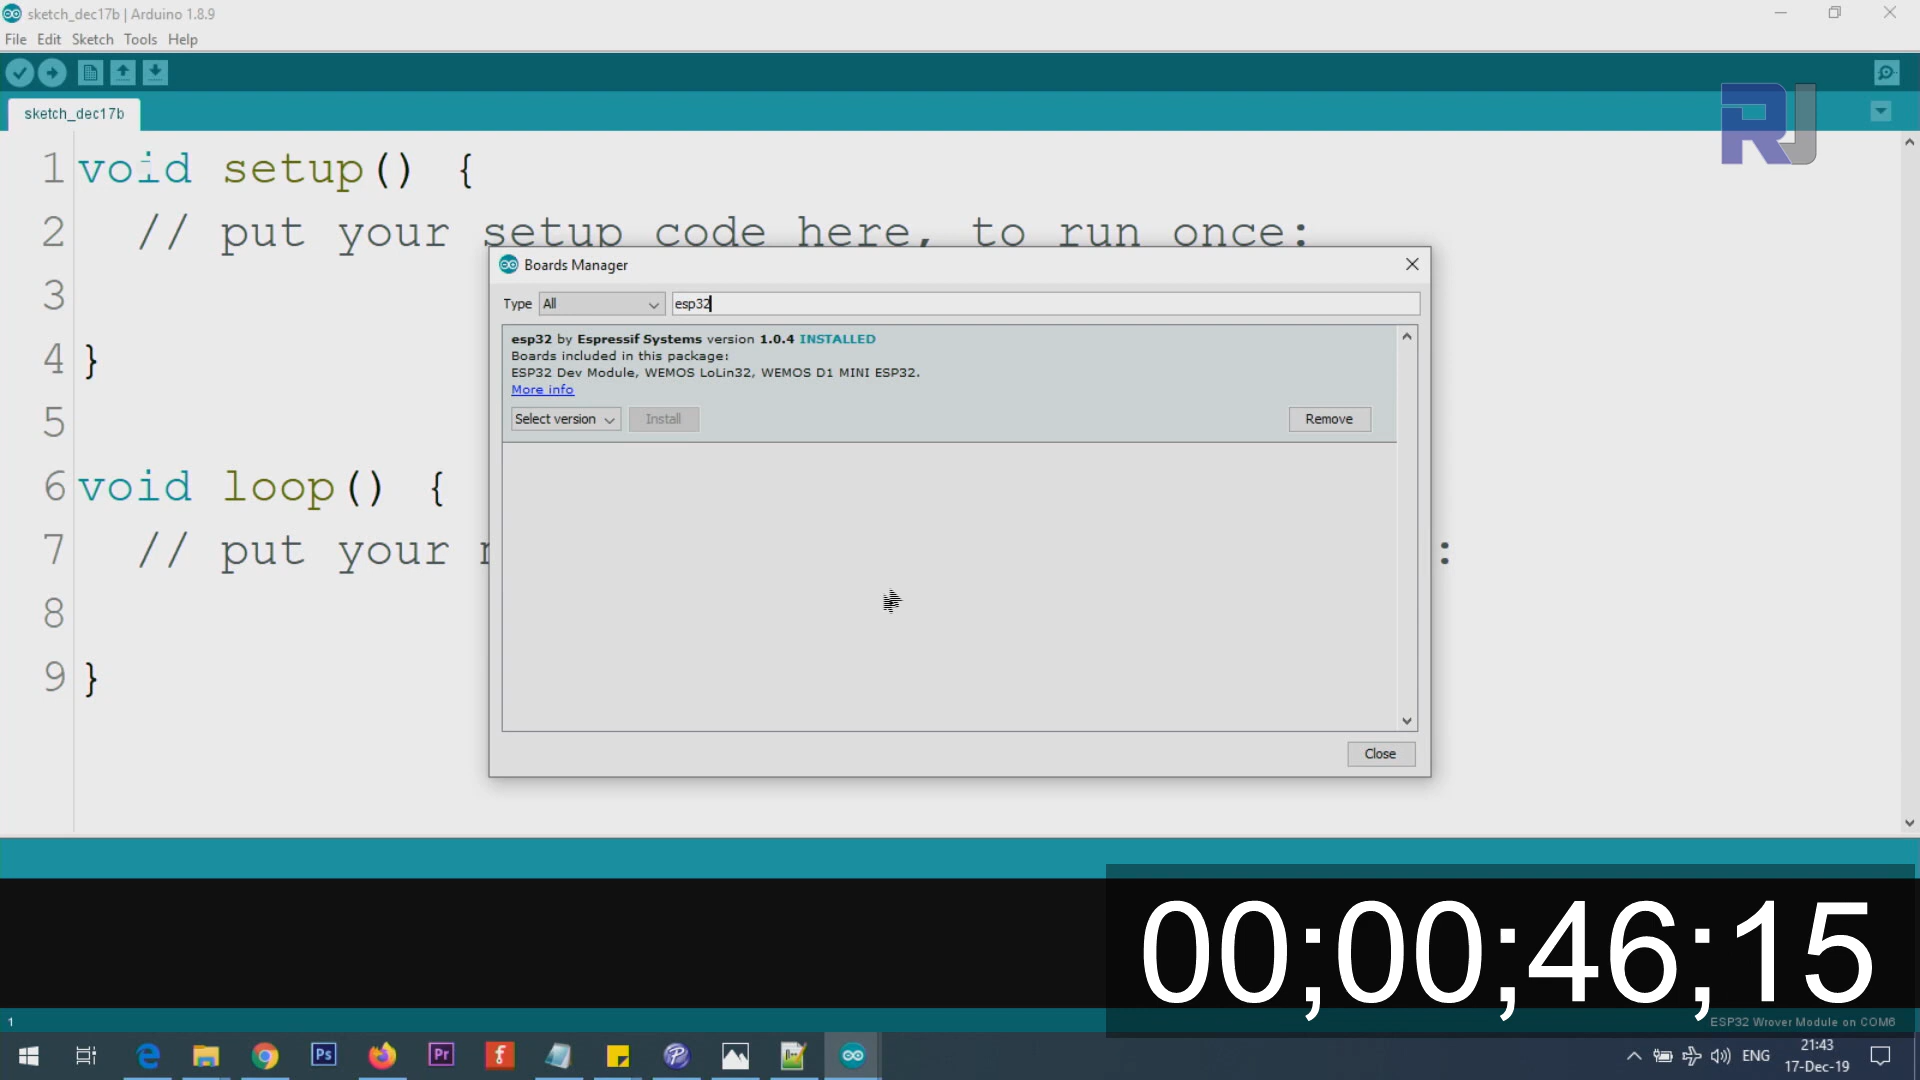 sketch_dec17b | Arduino 1.8.9
File Edit Sketch Tools Help
sketch_dec17b
RJ
1 void setup() {
2 // put your setup code here, to run once:
3
4 }
5
6 void loop() {
7 // put your :
8
9 }
Boards Manager
Type All esp32
esp32 by Espressif Systems version 1.0.4 INSTALLED
Boards included in this package:
ESP32 Dev Module, WEMOS LoLin32, WEMOS D1 MINI ESP32.
More info
Select version Install Remove
Close
00;00;46;15
1 ESP32 Wrover Module on COM6
Ps Pr f P
ENG 21:43
17-Dec-19